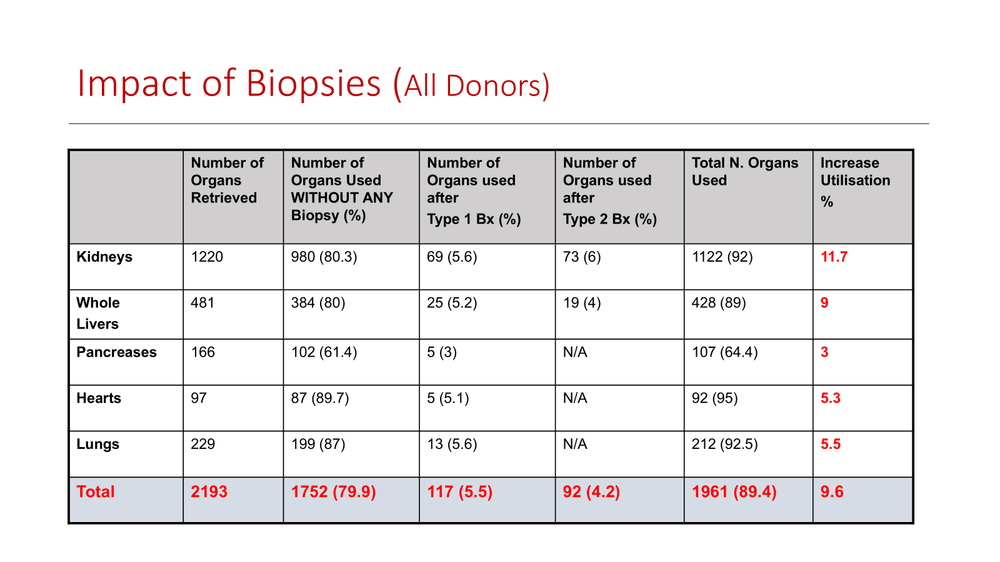 Impact of Biopsies (All Donors)
Number of
Organs
Retrieved
Number of
Organs Used
WITHOUT ANY
Biopsy (%)
Number of
Organs used
after
Type 1 Bx (%)
Number of
Organs used
after
Type 2 Bx (%)
Total N. Organs
Used
Increase
Utilisation
%
Kidneys 1220 980 (80.3) 69 (5.6) 73 (6) 1122 (92) 11.7
Whole
Livers
481 384 (80) 25 (5.2) 19 (4) 428 (89) 9
Pancreases 166 102 (61.4) 5 (3) N/A 107 (64.4) 3
Hearts 97 87 (89.7) 5 (5.1) N/A 92 (95) 5.3
Lungs 229 199 (87) 13 (5.6) N/A 212 (92.5) 5.5
Total 2193 1752 (79.9) 117 (5.5) 92 (4.2) 1961 (89.4) 9.6